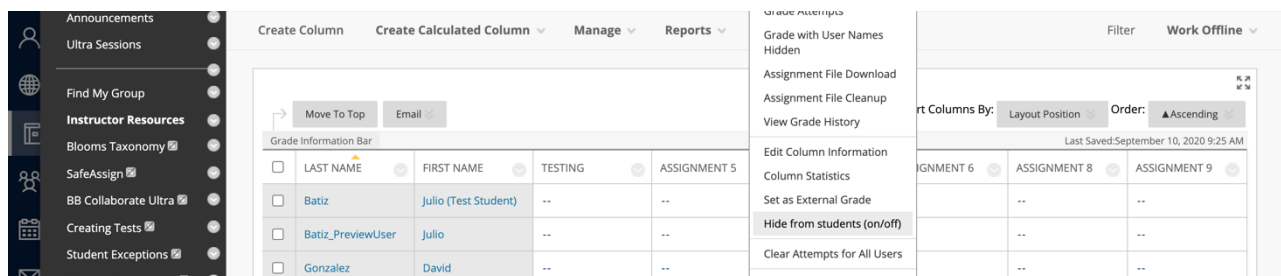 Announcements
Ultra Sessions
Find My Group
Instructor Resources
Blooms Taxonomy
SafeAssign
BB Collaborate Ultra
Creating Tests
Student Exceptions
Create Column Create Calculated Column Manage Reports Filter Work Offline
Grade Attempts
Grade with User Names
Hidden
Assignment File Download
Assignment File Cleanup
View Grade History
Edit Column Information
Column Statistics
Set as External Grade
Hide from students (on/off)
Clear Attempts for All Users
Move To Top Email rt Columns By: Layout Position Order: ▲Ascending
Grade Information Bar Last Saved:September 10, 2020 9:25 AM
LAST NAME FIRST NAME TESTING ASSIGNMENT 5 IGNMENT 6 ASSIGNMENT 8 ASSIGNMENT 9
Batiz Julio (Test Student) -- -- -- --
Batiz_PreviewUser Julio -- -- -- --
Gonzalez David -- -- -- --